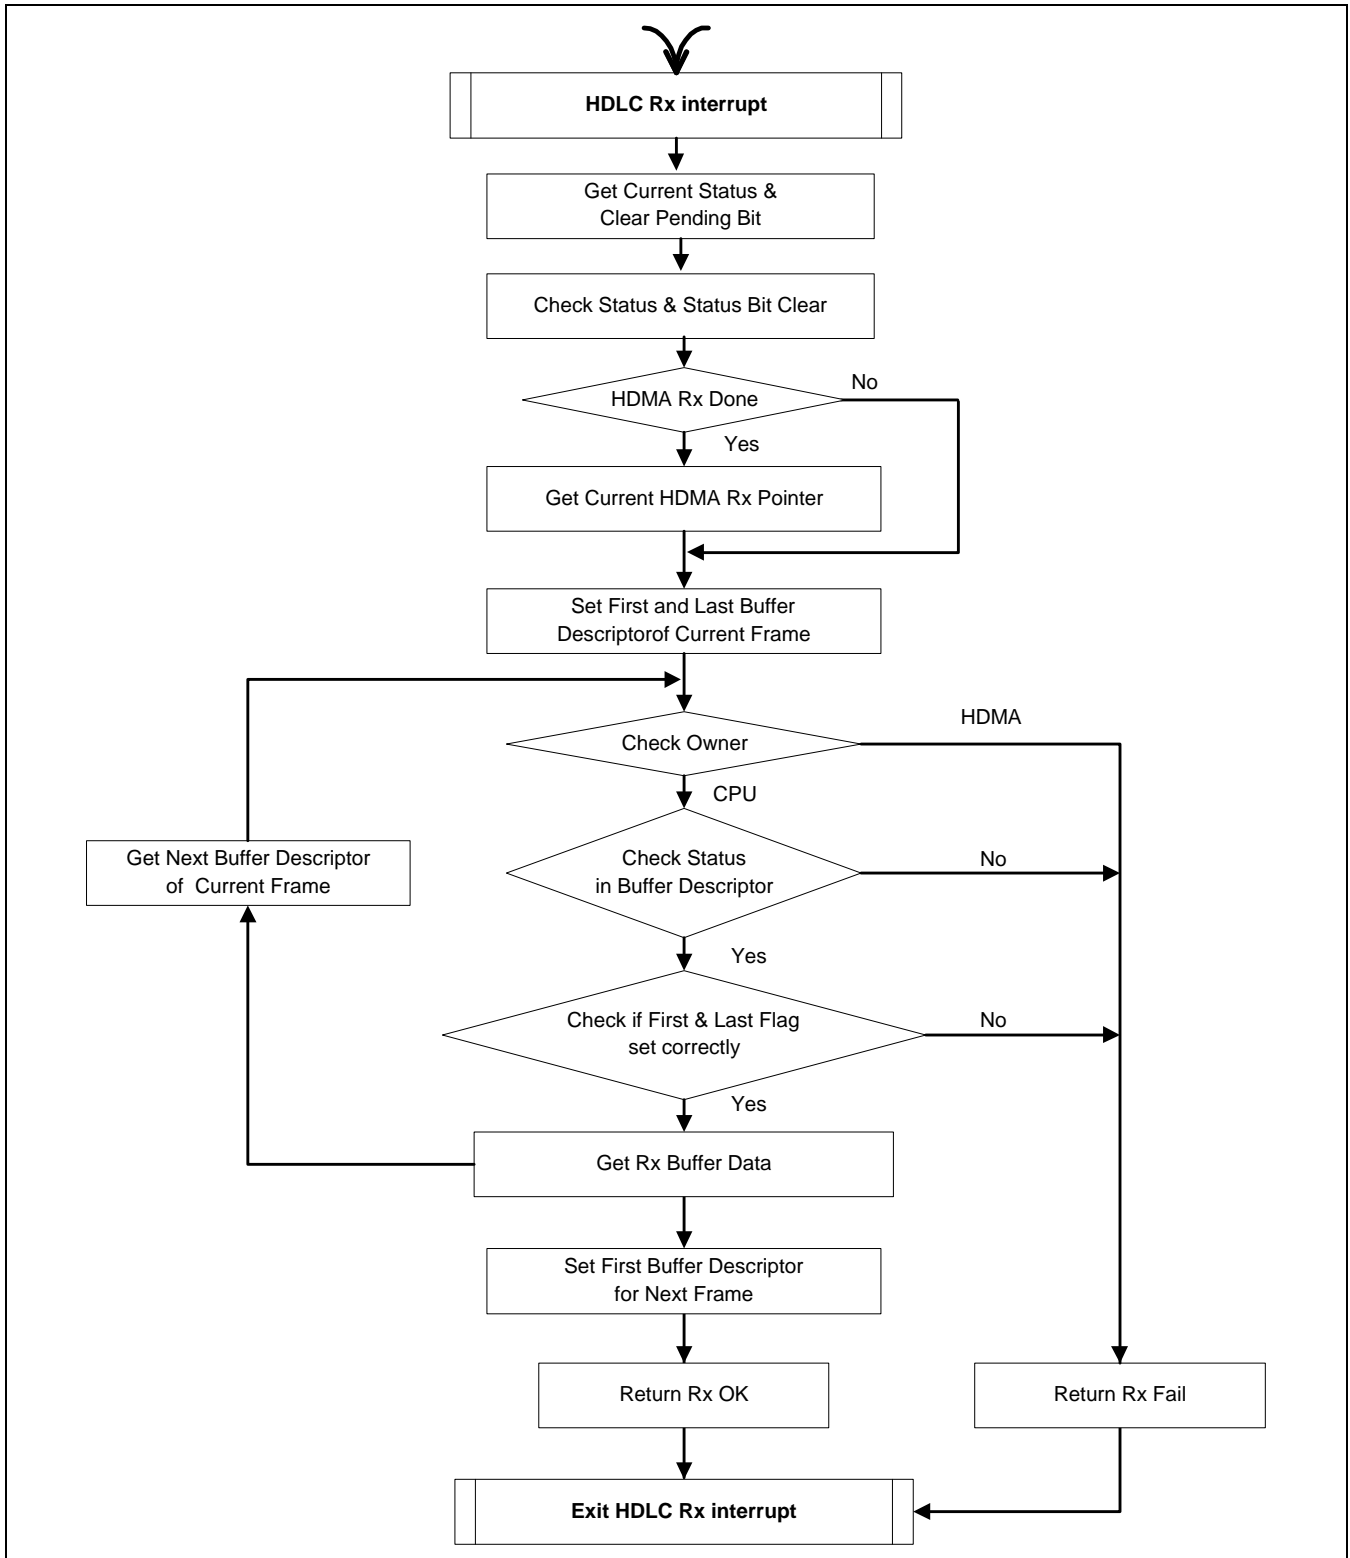 HDLC Rx interrupt
Get Current Status &
Clear Pending Bit
Check Status & Status Bit Clear
HDMA Rx Done
No
Yes
Get Current HDMA Rx Pointer
Set First and Last Buffer
Descriptorof Current Frame
HDMA
Check Owner
CPU
Get Next Buffer Descriptor
of Current Frame
Check Status
in Buffer Descriptor
No
Yes
Check if First & Last Flag
set correctly
No
Yes
Get Rx Buffer Data
Set First Buffer Descriptor
for Next Frame
Return Rx OK
Return Rx Fail
Exit HDLC Rx interrupt